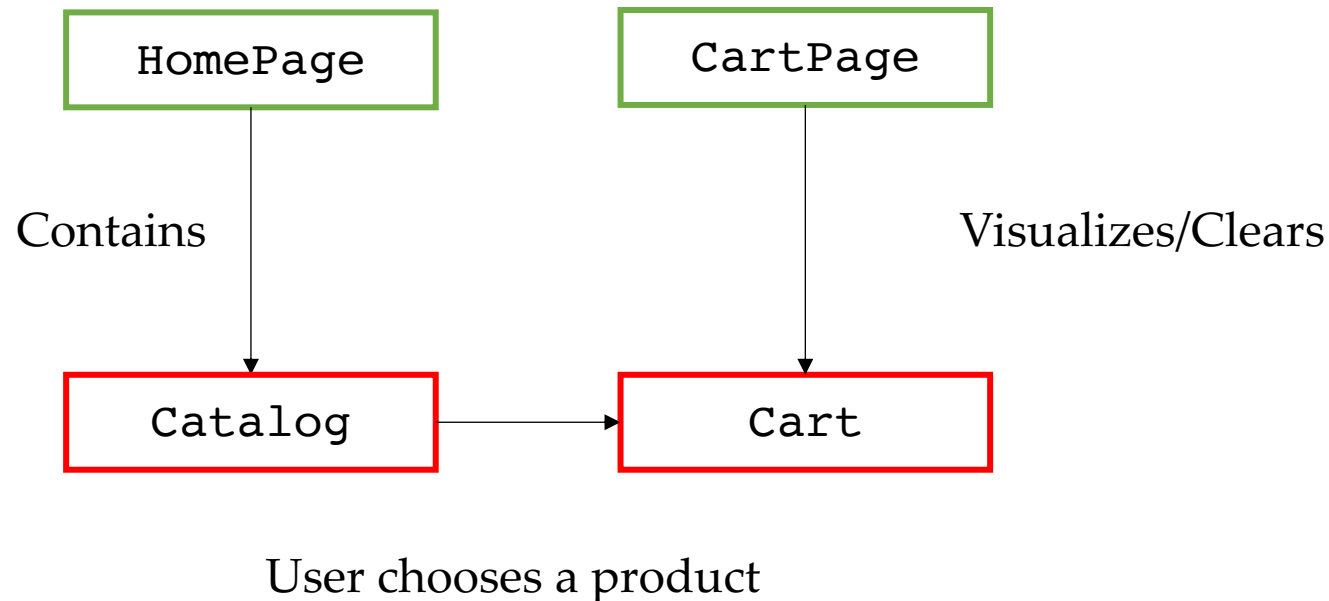 HomePage
CartPage
Contains
Visualizes/Clears
Catalog
Cart
User chooses a product